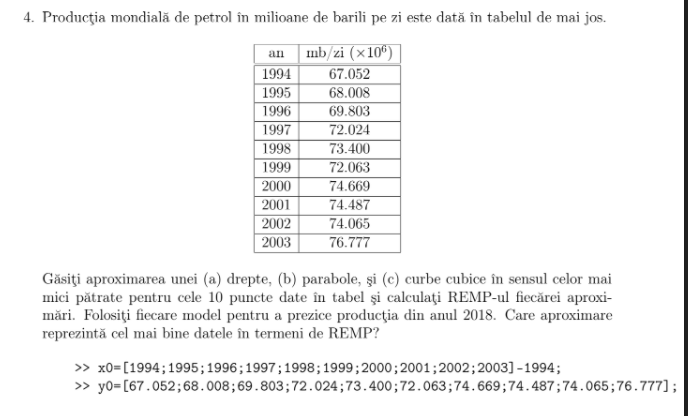 4. Producţia mondială de petrol în milioane de barili pe zi este dată în tabelul de mai jos.
an mb/zi (×10⁶)
1994 67.052
1995 68.008
1996 69.803
1997 72.024
1998 73.400
1999 72.063
2000 74.669
2001 74.487
2002 74.065
2003 76.777
Găsiţi aproximarea unei (a) drepte, (b) parabole, şi (c) curbe cubice în sensul celor mai
mici pătrate pentru cele 10 puncte date în tabel şi calculaţi REMP-ul fiecărei aproxi-
mări. Folosiţi fiecare model pentru a prezice producţia din anul 2018. Care aproximare
reprezintă cel mai bine datele în termeni de REMP?
>> x0=[1994;1995;1996;1997;1998;1999;2000;2001;2002;2003]-1994;
>> y0=[67.052;68.008;69.803;72.024;73.400;72.063;74.669;74.487;74.065;76.777];